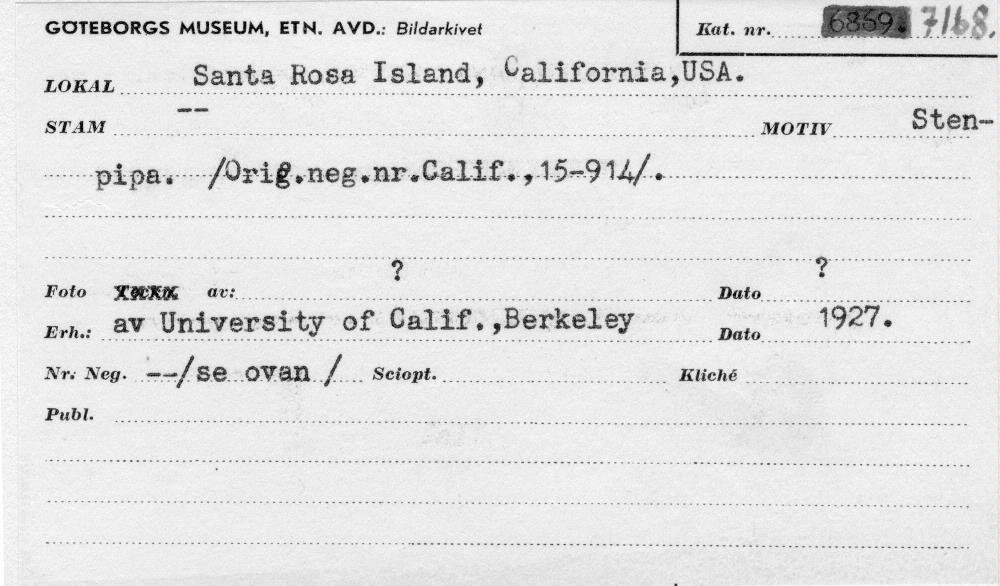 GÖTEBORGS MUSEUM, ETN. AVD.: Bildarkivet Kat. nr. 6869. 7168.
LOKAL Santa Rosa Island, California,USA.
STAM -- MOTIV Sten-
pipa. /Orig.neg.nr.Calif.,15-914/.
Foto av: ? Dato ?
Erh.: av University of Calif.,Berkeley Dato 1927.
Nr. Neg. --/se ovan / Sciopt. Kliché
Publ.